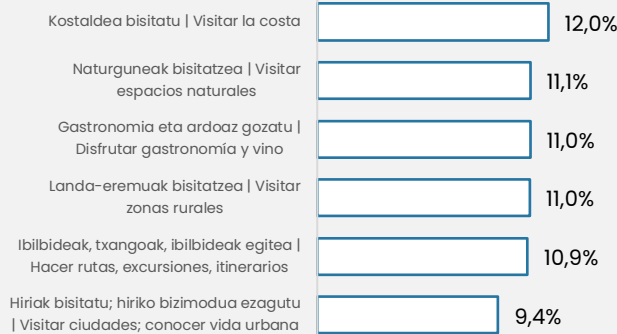 Kostaldea bisitatu | Visitar la costa
12,0%
Naturguneak bisitatzea | Visitar
espacios naturales
11,1%
Gastronomia eta ardoaz gozatu |
Disfrutar gastronomía y vino
11,0%
Landa-eremuak bisitatzea | Visitar
zonas rurales
11,0%
Ibilbideak, txangoak, ibilbideak egitea |
Hacer rutas, excursiones, itinerarios
10,9%
Hiriak bisitatu; hiriko bizimodua ezagutu
| Visitar ciudades; conocer vida urbana
9,4%